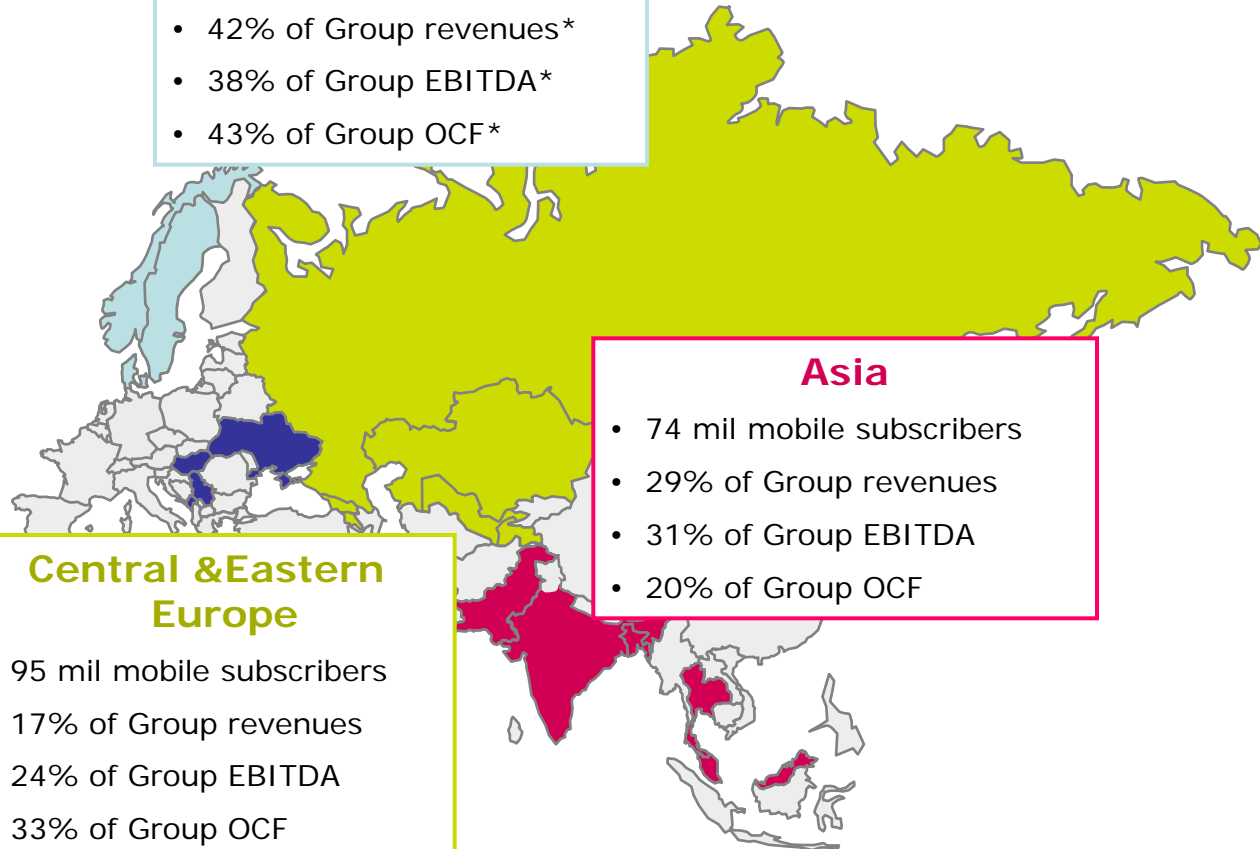 • 42% of Group revenues*
• 38% of Group EBITDA*
• 43% of Group OCF*
Asia
• 74 mil mobile subscribers
• 29% of Group revenues
• 31% of Group EBITDA
• 20% of Group OCF
Central &Eastern
Europe
95 mil mobile subscribers
17% of Group revenues
24% of Group EBITDA
33% of Group OCF